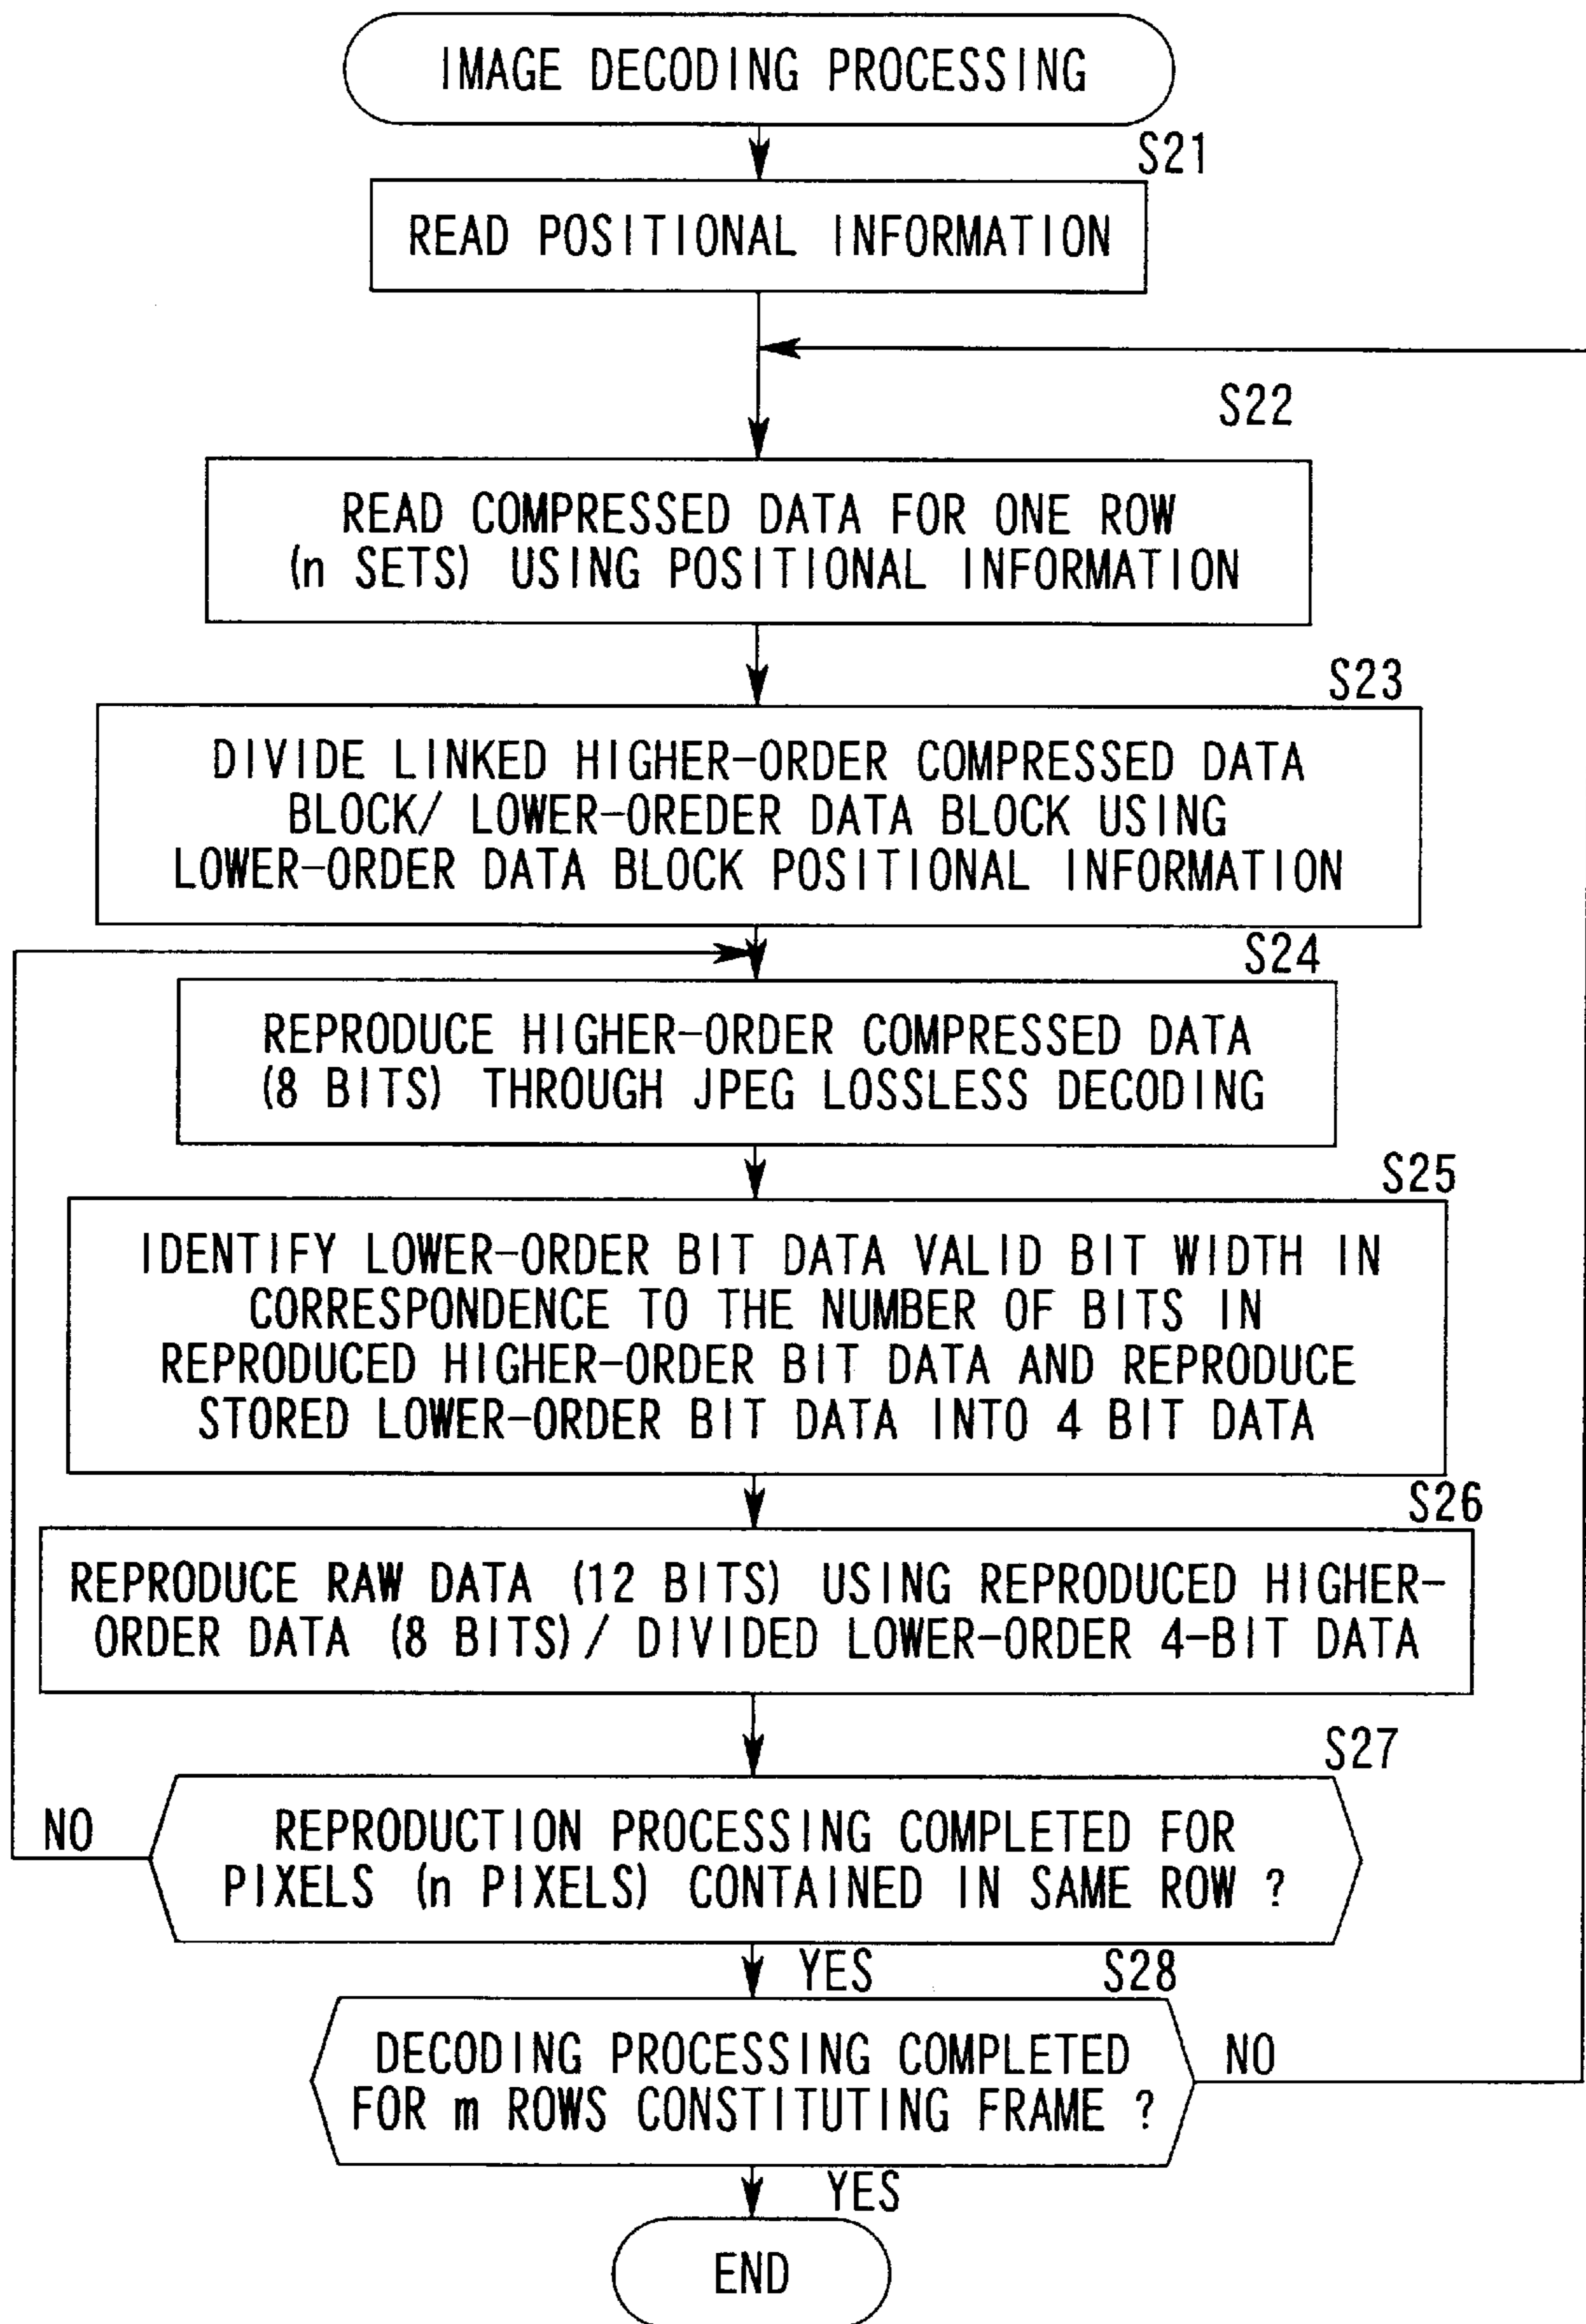 IMAGE DECODING PROCESSING
S21
READ POSITIONAL INFORMATION
S22
READ COMPRESSED DATA FOR ONE ROW
(n SETS) USING POSITIONAL INFORMATION
S23
DIVIDE LINKED HIGHER-ORDER COMPRESSED DATA
BLOCK/ LOWER-OREDER DATA BLOCK USING
LOWER-ORDER DATA BLOCK POSITIONAL INFORMATION
S24
REPRODUCE HIGHER-ORDER COMPRESSED DATA
(8 BITS) THROUGH JPEG LOSSLESS DECODING
S25
IDENTIFY LOWER-ORDER BIT DATA VALID BIT WIDTH IN
CORRESPONDENCE TO THE NUMBER OF BITS IN
REPRODUCED HIGHER-ORDER BIT DATA AND REPRODUCE
STORED LOWER-ORDER BIT DATA INTO 4 BIT DATA
S26
REPRODUCE RAW DATA (12 BITS) USING REPRODUCED HIGHER-
ORDER DATA (8 BITS)/ DIVIDED LOWER-ORDER 4-BIT DATA
S27
NO
REPRODUCTION PROCESSING COMPLETED FOR
PIXELS (n PIXELS) CONTAINED IN SAME ROW ?
YES
S28
DECODING PROCESSING COMPLETED
FOR m ROWS CONSTITUTING FRAME ?
NO
YES
END